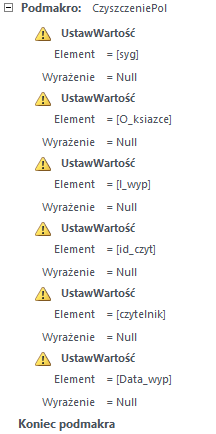 Podmakro: CzyszczeniePol
UstawWartość
Element = [syg]
Wyrażenie = Null
UstawWartość
Element = [O_ksiazce]
Wyrażenie = Null
UstawWartość
Element = [I_wyp]
Wyrażenie = Null
UstawWartość
Element = [id_czyt]
Wyrażenie = Null
UstawWartość
Element = [czytelnik]
Wyrażenie = Null
UstawWartość
Element = [Data_wyp]
Wyrażenie = Null
Koniec podmakra